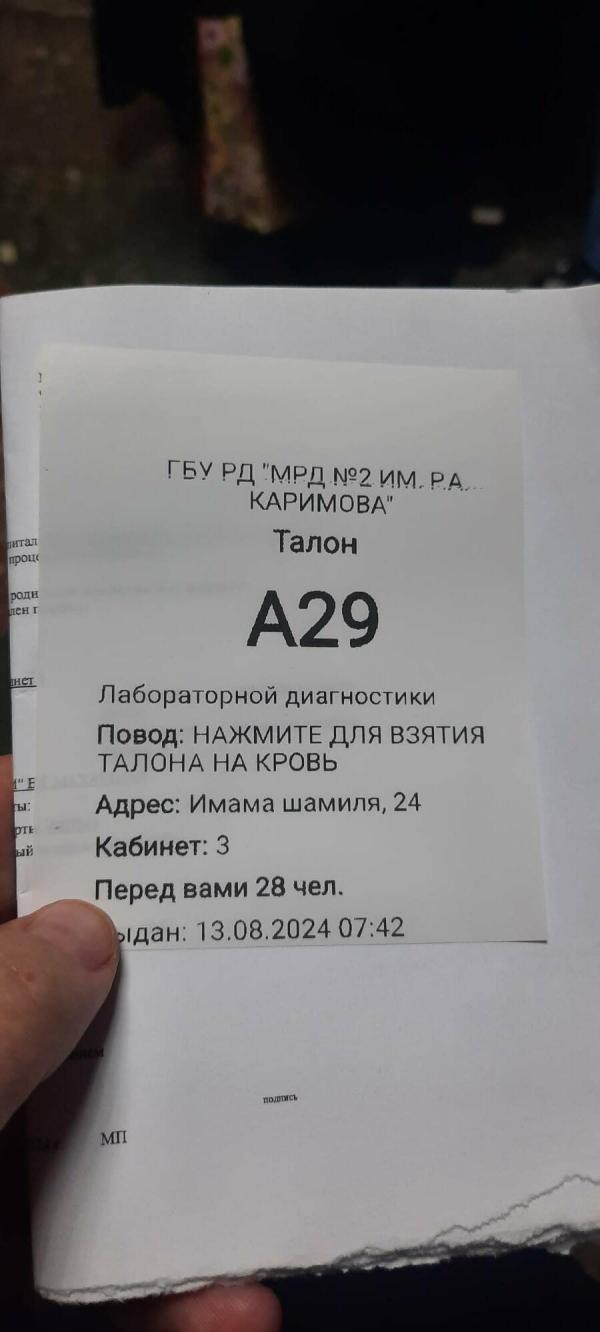 ГБУ РД "МРД №2 ИМ. Р.А.
КАРИМОВА"
Талон
А29
Лабораторной диагностики
Повод: НАЖМИТЕ ДЛЯ ВЗЯТИЯ
ТАЛОНА НА КРОВЬ
Адрес: Имама шамиля, 24
Кабинет: 3
Перед вами 28 чел.
ыдан: 13.08.2024 07:42
подпись
МП